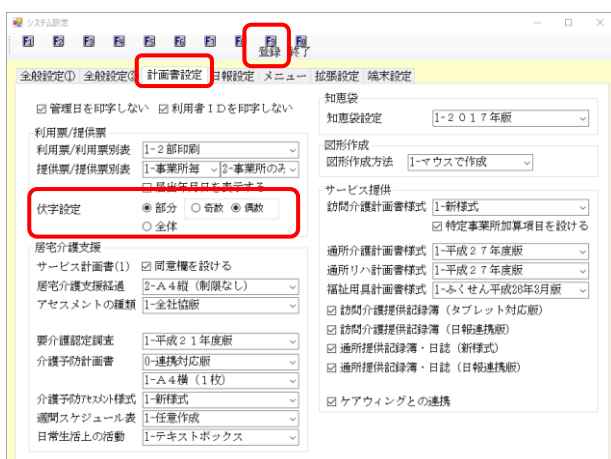 システム設定
F1 F2 F3 F4 F5 F6 F7 F8 F9 F10
登録 終了
全般設定① 全般設定② 計画書設定 日報設定 メニュー 拡張設定 端末設定
管理日を印字しない 利用者IDを印字しない
利用票/提供票
利用票/利用票別表 1-2部印刷
提供票/提供票別表 1-事業所毎 2-事業所のみ
届出年月日を表示する
伏字設定 部分 奇数 偶数
全体
居宅介護支援
サービス計画書(1) 同意欄を設ける
居宅介護支援経過 2-A4縦（制限なし）
アセスメントの種類 1-全社協版
要介護認定調査 1-平成21年度版
介護予防計画書 0-連携対応版
1-A4横（1枚）
介護予防ｱｾｽﾒﾝﾄ様式 1-新様式
週間スケジュール表 1-任意作成
日常生活上の活動 1-テキストボックス
知恵袋
知恵袋設定 1-2017年版
図形作成
図形作成方法 1-マウスで作成
サービス提供
訪問介護計画書様式 1-新様式
特定事業所加算項目を設ける
通所介護計画書様式 1-平成27年度版
通所リハ計画書様式 1-平成27年度版
福祉用具計画書様式 1-ふくせん平成28年3月版
訪問介護提供記録簿（タブレット対応版）
訪問介護提供記録簿（日報連携版）
通所提供記録簿・日誌（新様式）
通所提供記録簿・日誌（日報連携版）
ケアウィングとの連携